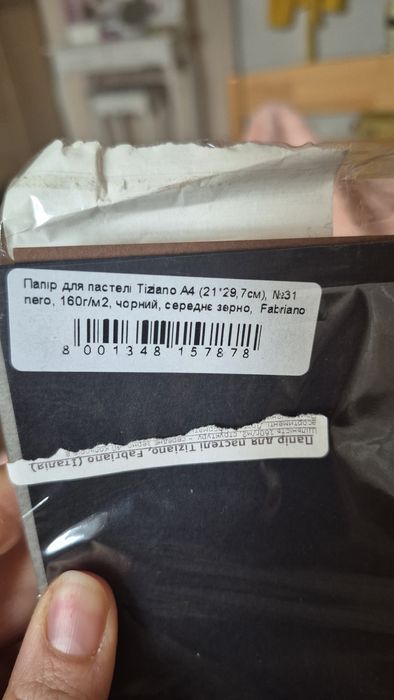 Папір для пастелі Tiziano A4 (21*29,7см), №31
nero, 160г/м2, чорний, середнє зерно, Fabriano
8 001348 157878
Папір для пастелі Tiziano, Fabriano (Італія)